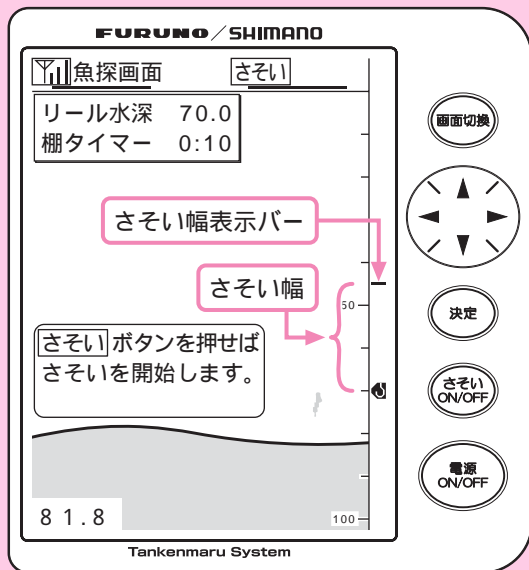 FURUNO/SHIMANO
魚探画面 さそい
リール水深 70.0
棚タイマー 0:10
さそい幅表示バー
さそい幅
50
さそい ボタンを押せば
さそいを開始します。
81.8
100
Tankenmaru System
画面切換
決定
さそい
ON/OFF
電源
ON/OFF